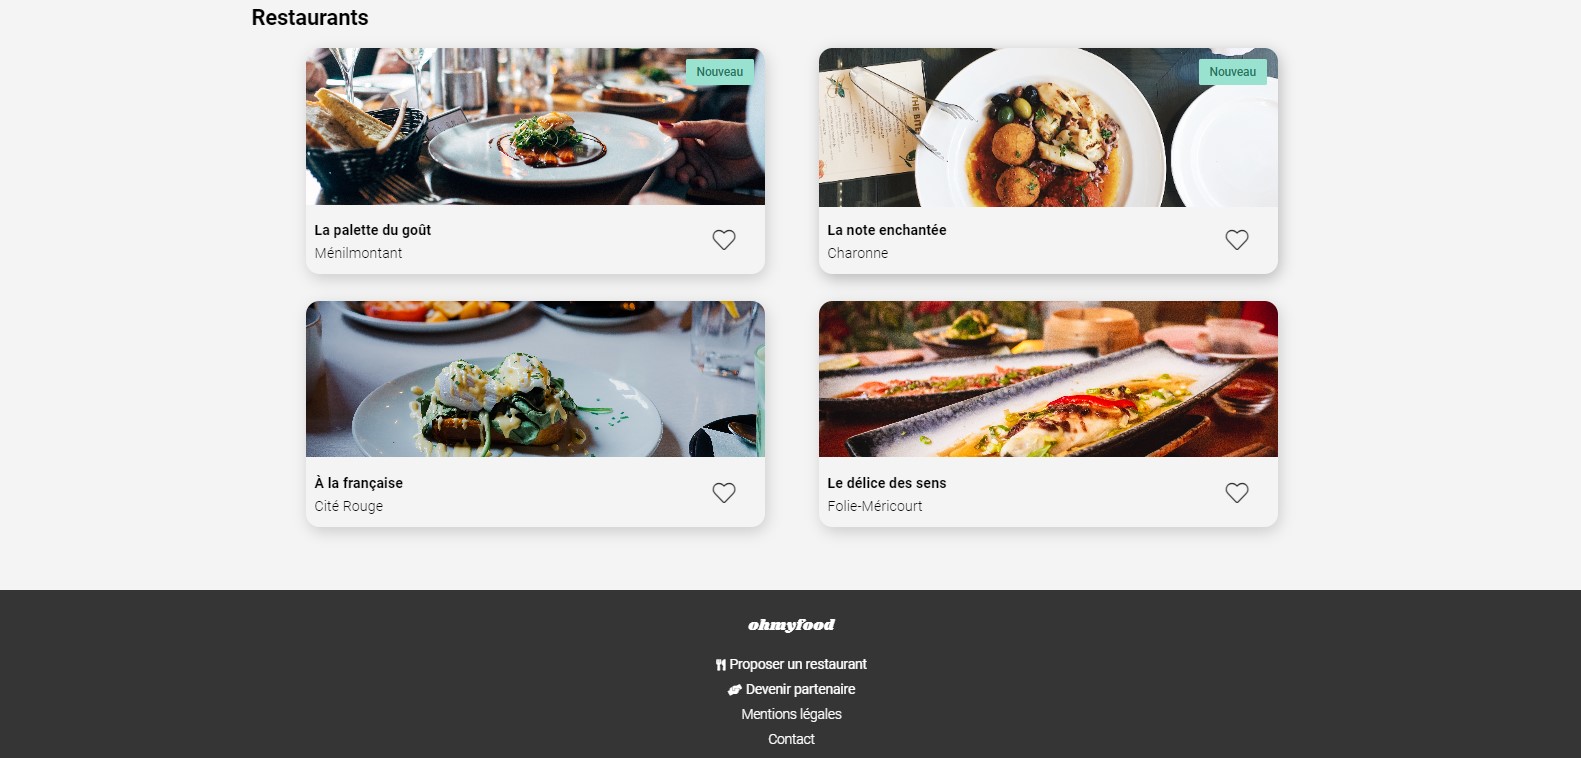 Restaurants
Nouveau
Nouveau
La palette du goût
Ménilmontant
La note enchantée
Charonne
À la française
Cité Rouge
Le délice des sens
Folie-Méricourt
ohmyfood
Proposer un restaurant
Devenir partenaire
Mentions légales
Contact